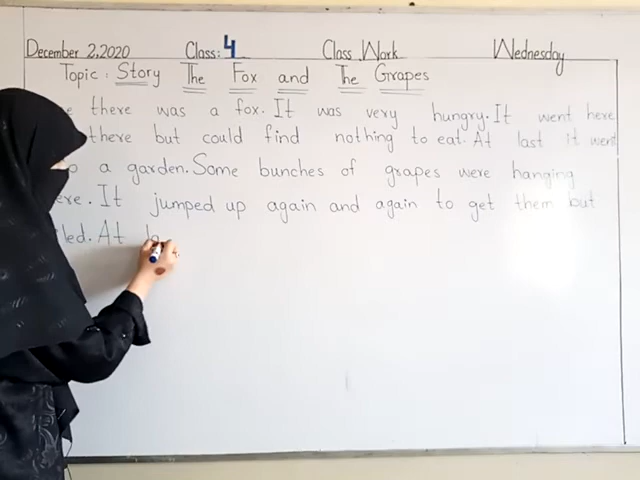 December 2,2020 Class: 4 Class Work Wednesday
Topic: Story The Fox and The Grapes
there was a fox. It was very hungry. It went here
there but could find nothing to eat. At last it went
a garden. Some bunches of grapes were hanging
It jumped up again and again to get them but
At